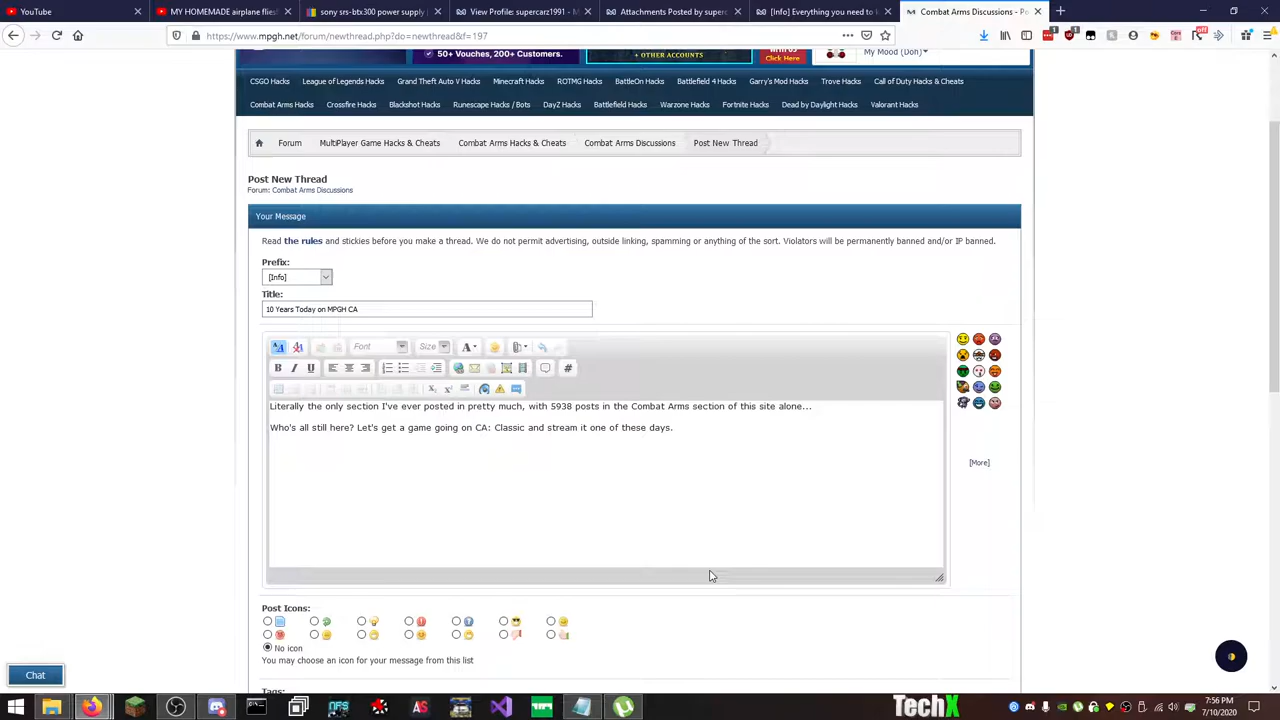 YouTube
MY HOMEMADE airplane flies
sony srs-btx300 power supply
View Profile: supercarz1991 - M
Attachments Posted by superc
[Info] Everything you need to k
Combat Arms Discussions - Po
https://www.mpgh.net/forum/newthread.php?do=newthread&f=197
50+ Vouches, 200+ Customers.
+ OTHER ACCOUNTS
Click Here
My Mood (Doh)
CSGO Hacks
League of Legends Hacks
Grand Theft Auto V Hacks
Minecraft Hacks
ROTMG Hacks
BattleOn Hacks
Battlefield 4 Hacks
Garry's Mod Hacks
Trove Hacks
Call of Duty Hacks & Cheats
Combat Arms Hacks
Crossfire Hacks
Blackshot Hacks
Runescape Hacks / Bots
DayZ Hacks
Battlefield Hacks
Warzone Hacks
Fortnite Hacks
Dead by Daylight Hacks
Valorant Hacks
Forum
MultiPlayer Game Hacks & Cheats
Combat Arms Hacks & Cheats
Combat Arms Discussions
Post New Thread
Post New Thread
Forum: Combat Arms Discussions
Your Message
Read the rules and stickies before you make a thread. We do not permit advertising, outside linking, spamming or anything of the sort. Violators will be permanently banned and/or IP banned.
Prefix:
[Info]
Title:
10 Years Today on MPGH CA
Font
Size
A
B I U
#
Literally the only section I've ever posted in pretty much, with 5938 posts in the Combat Arms section of this site alone...
Who's all still here? Let's get a game going on CA: Classic and stream it one of these days.
[More]
Post Icons:
No icon
You may choose an icon for your message from this list
Chat
Tags:
TechX
7:56 PM
7/10/2020